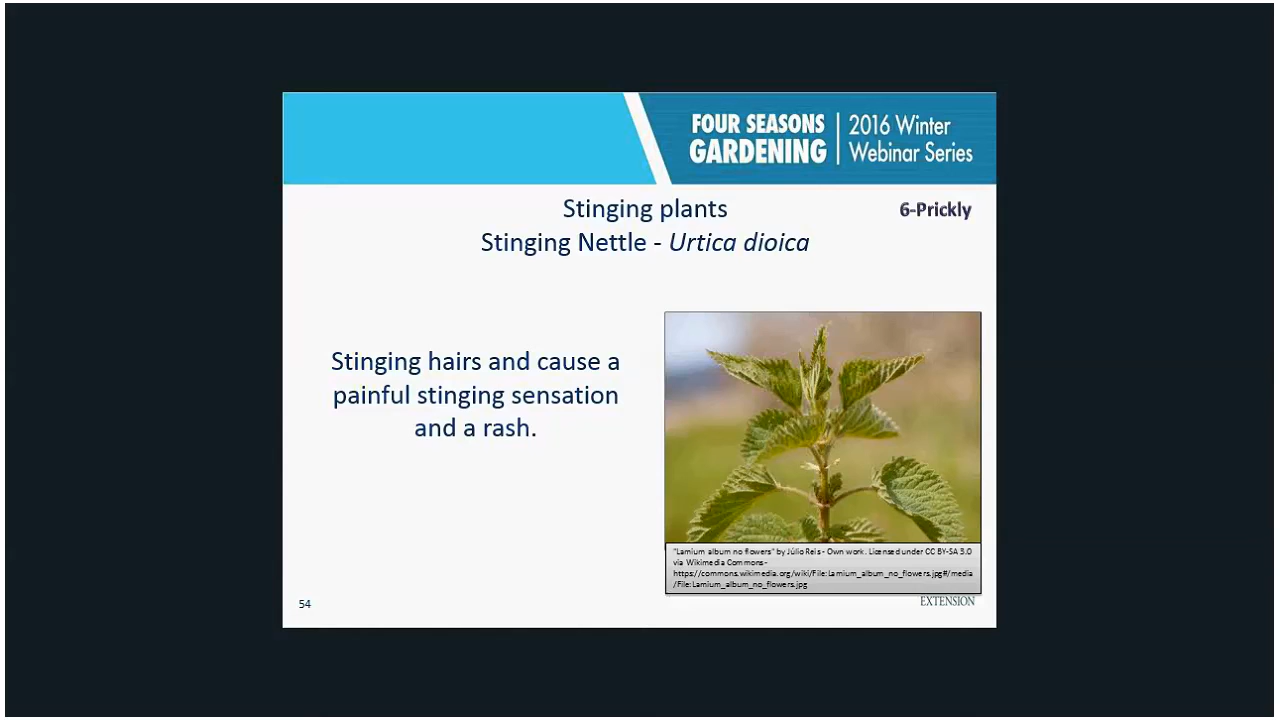 FOUR SEASONS
GARDENING
2016 Winter
Webinar Series
Stinging plants
6-Prickly
Stinging Nettle - Urtica dioica
Stinging hairs and cause a
painful stinging sensation
and a rash.
"Lamium album no flowers" by Júlio Reis - Own work. Licensed under CC BY-SA 3.0
via Wikimedia Commons -
https://commons.wikimedia.org/wiki/File:Lamium_album_no_flowers.jpg#/media
/File:Lamium_album_no_flowers.jpg
54
EXTENSION